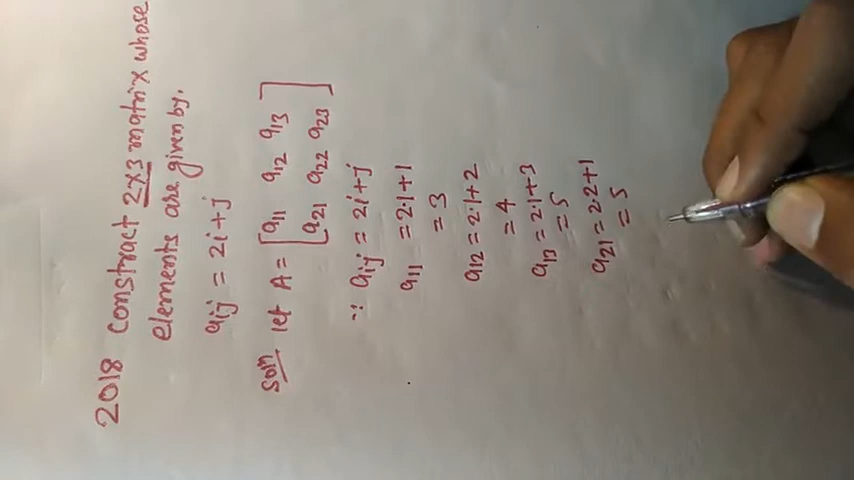 2018 construct 2×3 matrix whose
elements are given by.
aij = 2i+j
Soln let A = [a11 a12 a13
a21 a22 a23]
∵ aij = 2i+j
a11 = 2·1+1
= 3
a12 = 2·1+2
= 4
a13 = 2·1+3
= 5
a21 = 2·2+1
= 5